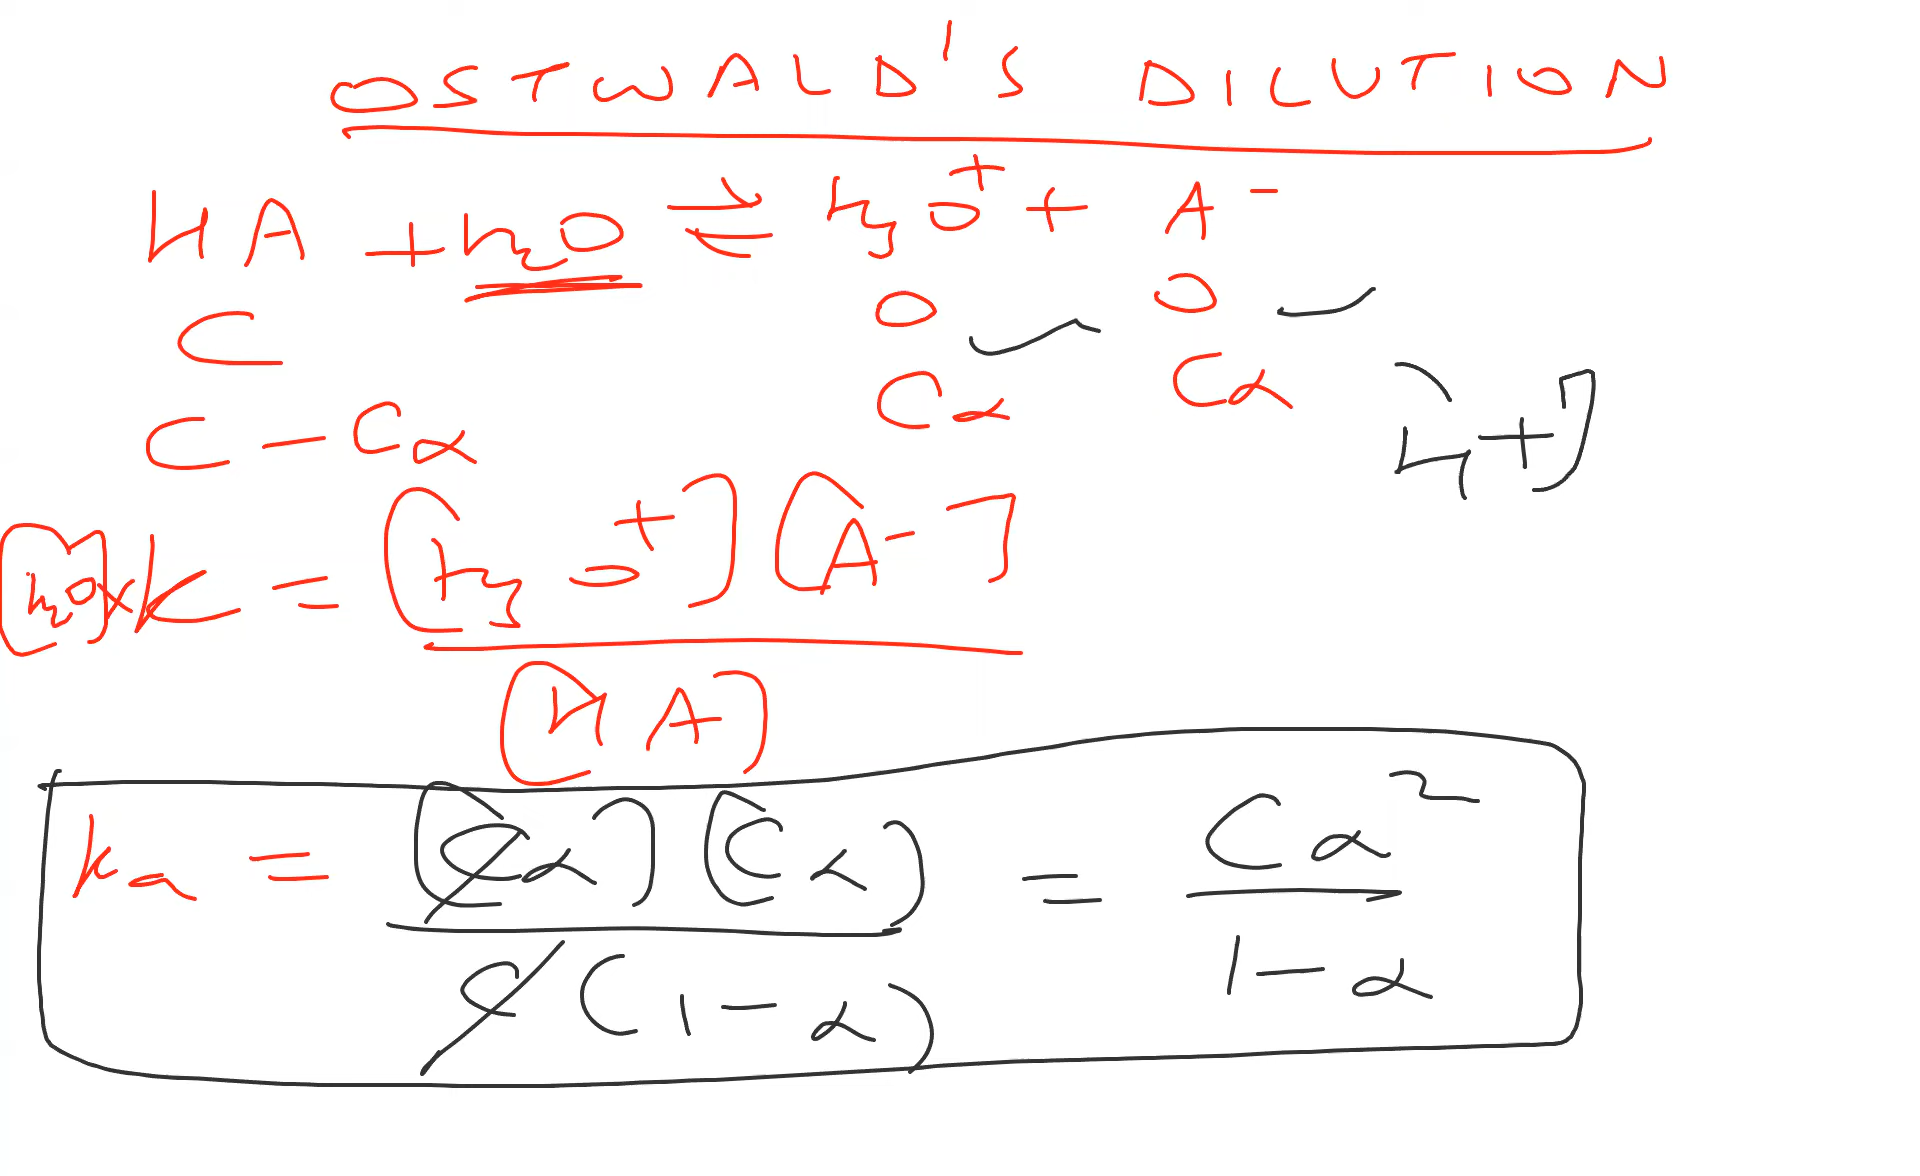 OSTWALD'S DILUTION
HA + H₂O ⇌ H₃O⁺ + A⁻
C 0 0
C - Cα Cα Cα
[H⁺]
[H₂O] × K = [H₃O⁺] [A⁻] / [HA]
Ka = (Cα) (Cα) / C (1 - α) = Cα² / 1 - α